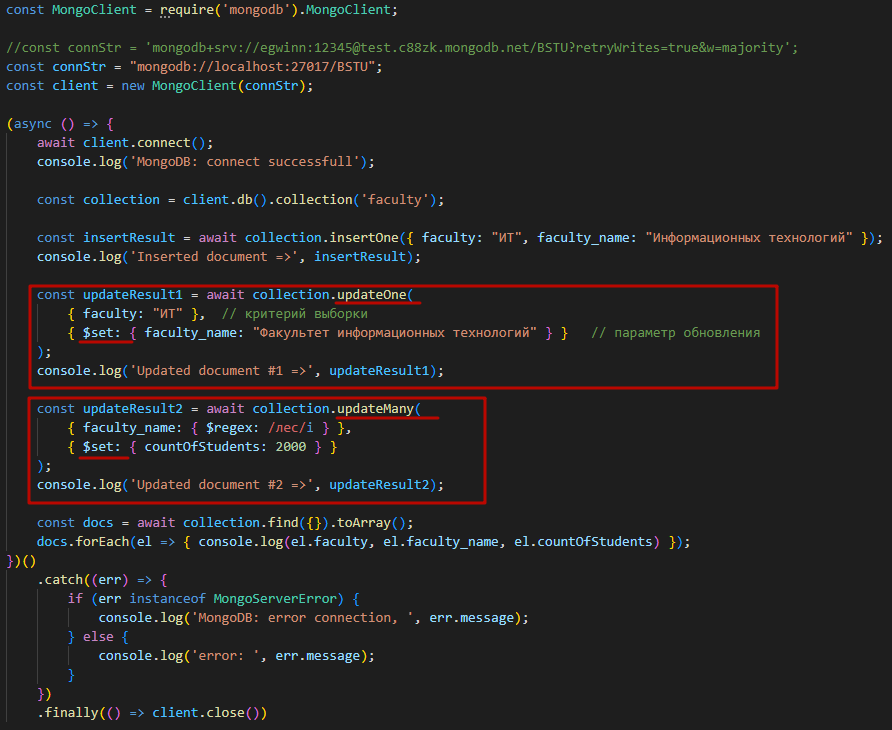 const MongoClient = require('mongodb').MongoClient;
//const connStr = 'mongodb+srv://egwinn:12345@test.c88zk.mongodb.net/BSTU?retryWrites=true&w=majority';
const connStr = "mongodb://localhost:27017/BSTU";
const client = new MongoClient(connStr);
(async () => {
    await client.connect();
    console.log('MongoDB: connect successfull');
    const collection = client.db().collection('faculty');
    const insertResult = await collection.insertOne({ faculty: "ИТ", faculty_name: "Информационных технологий" });
    console.log('Inserted document =>', insertResult);
    const updateResult1 = await collection.updateOne(
        { faculty: "ИТ" },  // критерий выборки
        { $set: { faculty_name: "Факультет информационных технологий" } }   // параметр обновления
    );
    console.log('Updated document #1 =>', updateResult1);
    const updateResult2 = await collection.updateMany(
        { faculty_name: { $regex: /лес/i } },
        { $set: { countOfStudents: 2000 } }
    );
    console.log('Updated document #2 =>', updateResult2);
    const docs = await collection.find({}).toArray();
    docs.forEach(el => { console.log(el.faculty, el.faculty_name, el.countOfStudents) });
})()
    .catch((err) => {
        if (err instanceof MongoServerError) {
            console.log('MongoDB: error connection, ', err.message);
        } else {
            console.log('error: ', err.message);
        }
    })
    .finally(() => client.close())